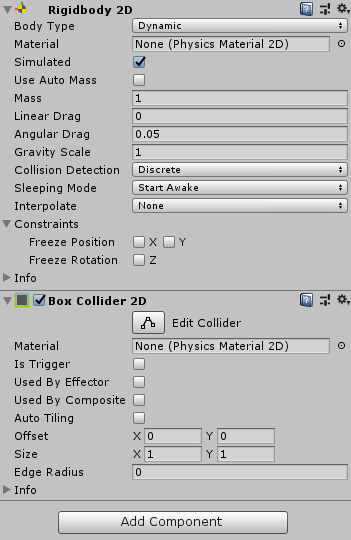 Rigidbody 2D
Body Type Dynamic
Material None (Physics Material 2D)
Simulated
Use Auto Mass
Mass 1
Linear Drag 0
Angular Drag 0.05
Gravity Scale 1
Collision Detection Discrete
Sleeping Mode Start Awake
Interpolate None
Constraints
Freeze Position X Y
Freeze Rotation Z
Info
Box Collider 2D
Edit Collider
Material None (Physics Material 2D)
Is Trigger
Used By Effector
Used By Composite
Auto Tiling
Offset X 0 Y 0
Size X 1 Y 1
Edge Radius 0
Info
Add Component